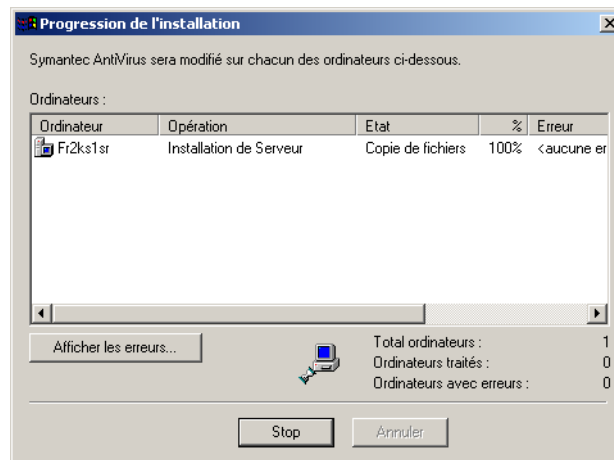 Progression de l'installation
Symantec AntiVirus sera modifié sur chacun des ordinateurs ci-dessous.
Ordinateurs :
Ordinateur Opération Etat % Erreur
Fr2ks1sr Installation de Serveur Copie de fichiers 100% <aucune er
Afficher les erreurs...
Total ordinateurs : 1
Ordinateurs traités : 0
Ordinateurs avec erreurs : 0
Stop Annuler